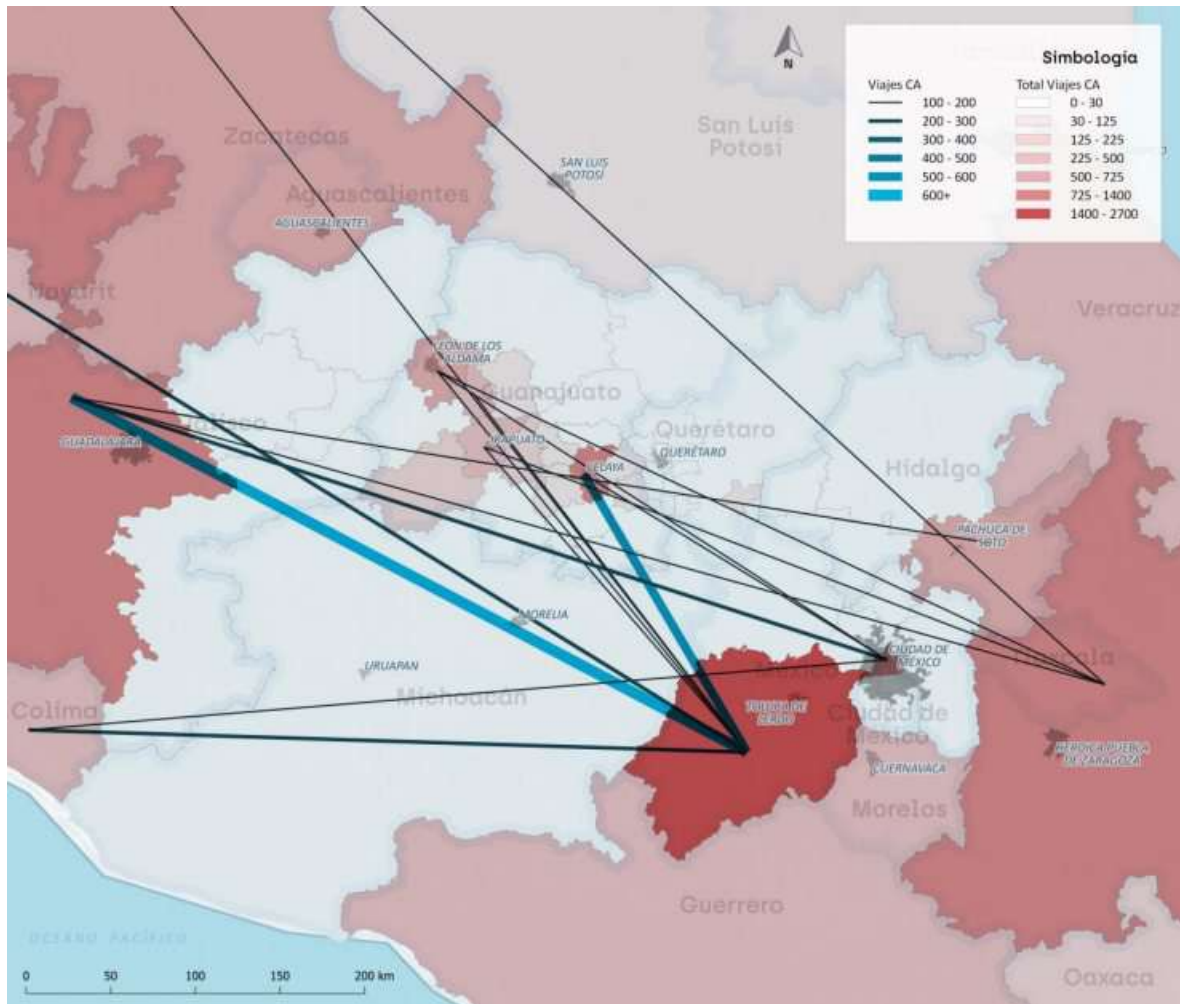 Simbología
Viajes CA
100 - 200
200 - 300
300 - 400
400 - 500
500 - 600
600+
Total Viajes CA
0 - 30
30 - 125
125 - 225
225 - 500
500 - 725
725 - 1400
1400 - 2700
N
Zacatecas
San Luis
Potosí
SAN LUIS
POTOSÍ
Aguascalientes
AGUASCALIENTES
Nayarit
Veracruz
LEÓN DE LOS
ALDAMA
Guanajuato
Jalisco
GUADALAJARA
IRAPUATO
Querétaro
QUERÉTARO
CELAYA
Hidalgo
PACHUCA DE
SOTO
MORELIA
URUAPAN
Michoacán
Colima
México
TOLUCA DE
LERDO
CIUDAD DE
MÉXICO
Ciudad de
México
Tlaxcala
HEROICA PUEBLA
DE ZARAGOZA
CUERNAVACA
Morelos
Guerrero
Oaxaca
OCÉANO PACÍFICO
0 50 100 150 200 km